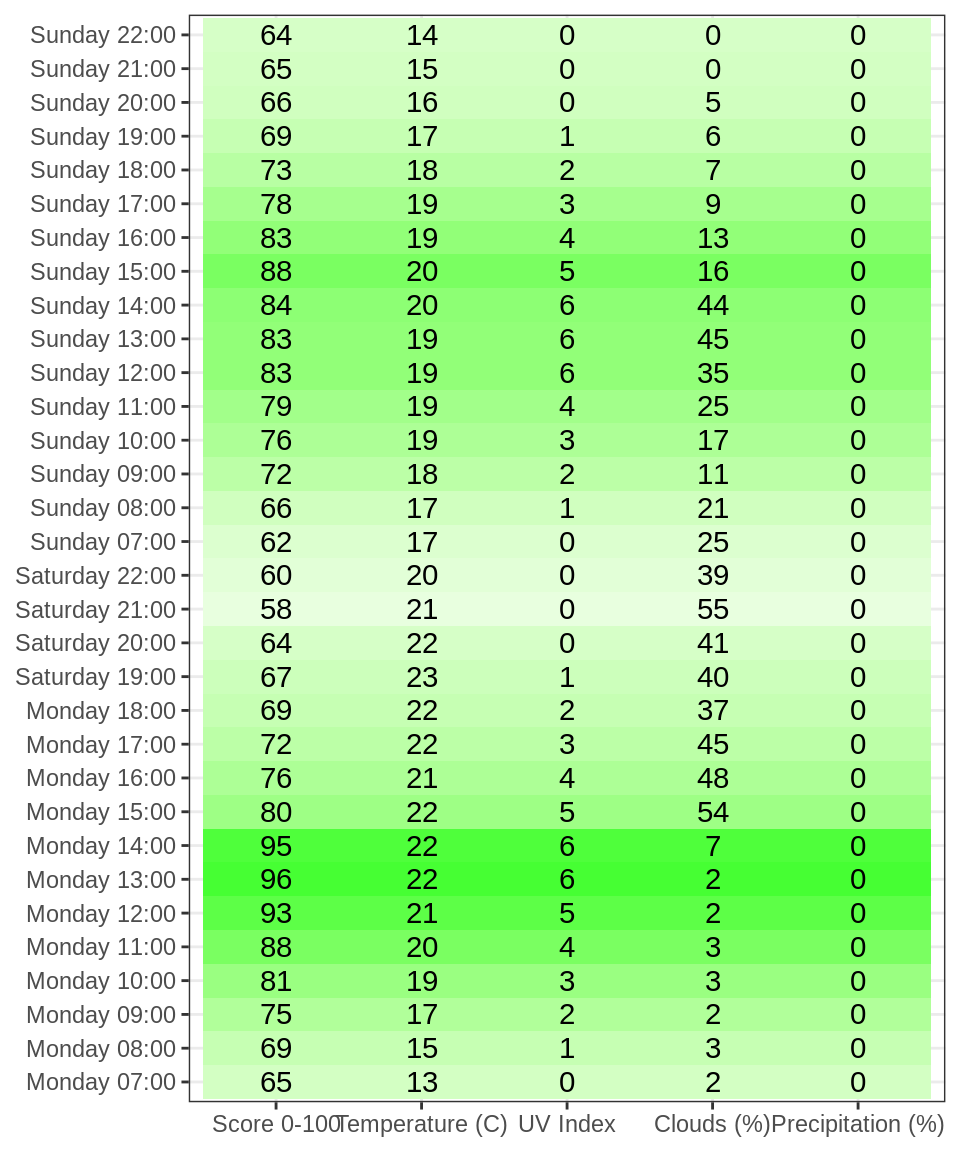 Sunday 22:00 64 14 0 0 0
Sunday 21:00 65 15 0 0 0
Sunday 20:00 66 16 0 5 0
Sunday 19:00 69 17 1 6 0
Sunday 18:00 73 18 2 7 0
Sunday 17:00 78 19 3 9 0
Sunday 16:00 83 19 4 13 0
Sunday 15:00 88 20 5 16 0
Sunday 14:00 84 20 6 44 0
Sunday 13:00 83 19 6 45 0
Sunday 12:00 83 19 6 35 0
Sunday 11:00 79 19 4 25 0
Sunday 10:00 76 19 3 17 0
Sunday 09:00 72 18 2 11 0
Sunday 08:00 66 17 1 21 0
Sunday 07:00 62 17 0 25 0
Saturday 22:00 60 20 0 39 0
Saturday 21:00 58 21 0 55 0
Saturday 20:00 64 22 0 41 0
Saturday 19:00 67 23 1 40 0
Monday 18:00 69 22 2 37 0
Monday 17:00 72 22 3 45 0
Monday 16:00 76 21 4 48 0
Monday 15:00 80 22 5 54 0
Monday 14:00 95 22 6 7 0
Monday 13:00 96 22 6 2 0
Monday 12:00 93 21 5 2 0
Monday 11:00 88 20 4 3 0
Monday 10:00 81 19 3 3 0
Monday 09:00 75 17 2 2 0
Monday 08:00 69 15 1 3 0
Monday 07:00 65 13 0 2 0
Score 0-100 Temperature (C) UV Index Clouds (%) Precipitation (%)